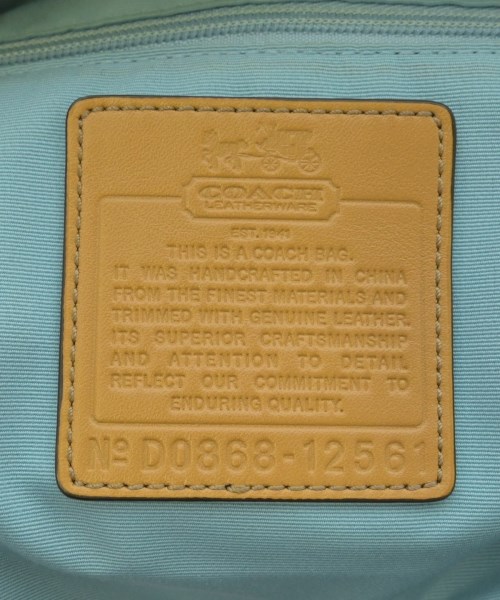 COACH
LEATHERWARE
EST. 1941
THIS IS A COACH BAG.
IT WAS HANDCRAFTED IN CHINA
FROM THE FINEST MATERIALS AND
TRIMMED WITH GENUINE LEATHER.
ITS SUPERIOR CRAFTSMANSHIP
AND ATTENTION TO DETAIL
REFLECT OUR COMMITMENT TO
ENDURING QUALITY.
Nº D0868-12561